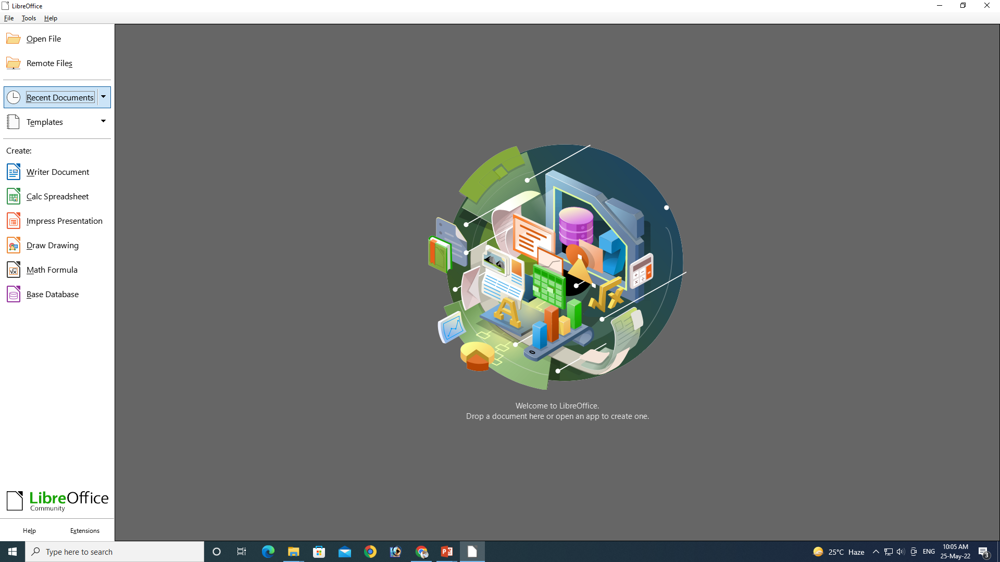 LibreOffice
File Tools Help
Open File
Remote Files
Recent Documents
Templates
Create:
Writer Document
Calc Spreadsheet
Impress Presentation
Draw Drawing
Math Formula
Base Database
Welcome to LibreOffice.
Drop a document here or open an app to create one.
LibreOffice
Community
Help Extensions
Type here to search
25°C Haze
ENG
10:05 AM
25-May-22
3